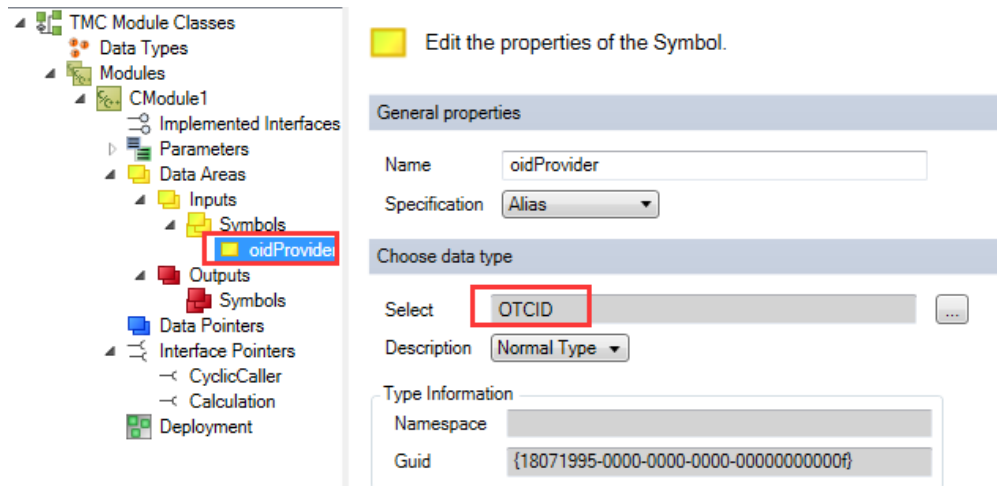 TMC Module Classes
Data Types
Modules
CModule1
Implemented Interfaces
Parameters
Data Areas
Inputs
Symbols
oidProvider
Outputs
Symbols
Data Pointers
Interface Pointers
CyclicCaller
Calculation
Deployment
Edit the properties of the Symbol.
General properties
Name oidProvider
Specification Alias
Choose data type
Select OTCID ...
Description Normal Type
Type Information
Namespace
Guid {18071995-0000-0000-0000-00000000000f}